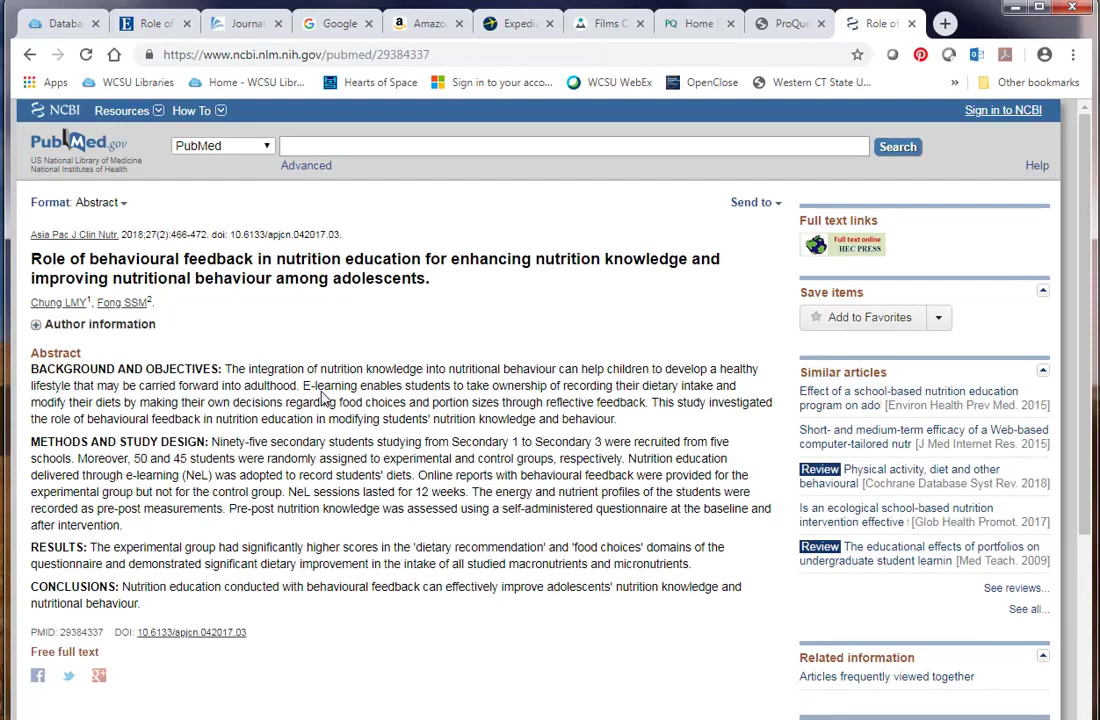 Databa
Role of
Journal
Google
Amazo
Expedi
Films C
PQ Home
ProQue
Role of
https://www.ncbi.nlm.nih.gov/pubmed/29384337
Apps WCSU Libraries Home - WCSU Libr... Hearts of Space Sign in to your acco... WCSU WebEx OpenClose Western CT State U... » Other bookmarks
NCBI Resources How To Sign in to NCBI
PubMed.gov
US National Library of Medicine
National Institutes of Health
PubMed
Search
Advanced
Help
Format: Abstract
Send to
Asia Pac J Clin Nutr. 2018;27(2):466-472. doi: 10.6133/apjcn.042017.03.
Role of behavioural feedback in nutrition education for enhancing nutrition knowledge and
improving nutritional behaviour among adolescents.
Chung LMY1, Fong SSM2.
Author information
Abstract
BACKGROUND AND OBJECTIVES: The integration of nutrition knowledge into nutritional behaviour can help children to develop a healthy
lifestyle that may be carried forward into adulthood. E-learning enables students to take ownership of recording their dietary intake and
modify their diets by making their own decisions regarding food choices and portion sizes through reflective feedback. This study investigated
the role of behavioural feedback in nutrition education in modifying students' nutrition knowledge and behaviour.
METHODS AND STUDY DESIGN: Ninety-five secondary students studying from Secondary 1 to Secondary 3 were recruited from five
schools. Moreover, 50 and 45 students were randomly assigned to experimental and control groups, respectively. Nutrition education
delivered through e-learning (NeL) was adopted to record students' diets. Online reports with behavioural feedback were provided for the
experimental group but not for the control group. NeL sessions lasted for 12 weeks. The energy and nutrient profiles of the students were
recorded as pre-post measurements. Pre-post nutrition knowledge was assessed using a self-administered questionnaire at the baseline and
after intervention.
RESULTS: The experimental group had significantly higher scores in the 'dietary recommendation' and 'food choices' domains of the
questionnaire and demonstrated significant dietary improvement in the intake of all studied macronutrients and micronutrients.
CONCLUSIONS: Nutrition education conducted with behavioural feedback can effectively improve adolescents' nutrition knowledge and
nutritional behaviour.
PMID: 29384337 DOI: 10.6133/apjcn.042017.03
Free full text
Full text links
Full text online
HEC PRESS
Save items
Add to Favorites
Similar articles
Effect of a school-based nutrition education
program on ado [Environ Health Prev Med. 2015]
Short- and medium-term efficacy of a Web-based
computer-tailored nutr [J Med Internet Res. 2015]
Review Physical activity, diet and other
behavioural [Cochrane Database Syst Rev. 2018]
Is an ecological school-based nutrition
intervention effective [Glob Health Promot. 2017]
Review The educational effects of portfolios on
undergraduate student learnin [Med Teach. 2009]
See reviews...
See all...
Related information
Articles frequently viewed together